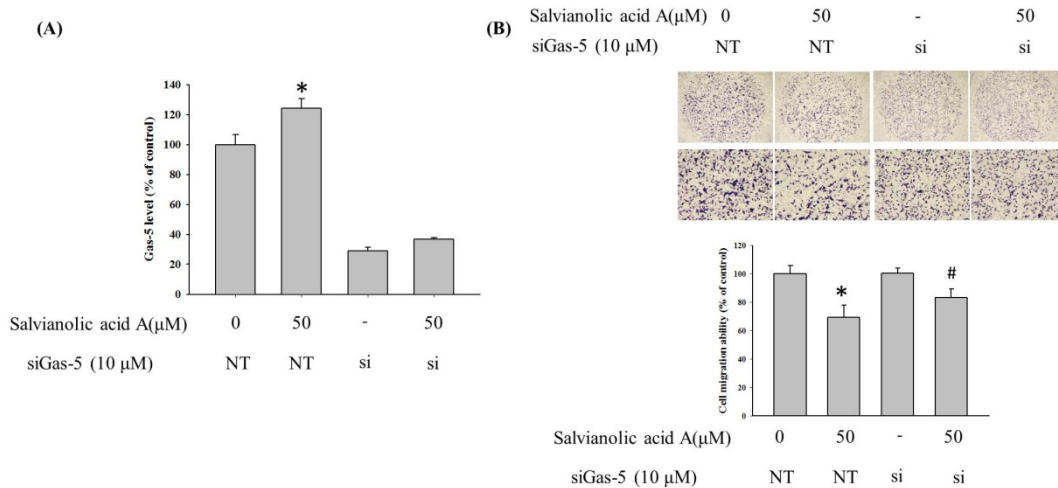 (A)
Gas-5 level (% of control)
140
120
100
80
60
40
20
0
*
Salvianolic acid A(μM) 0 50 - 50
siGas-5 (10 μM) NT NT si si
(B)
Salvianolic acid A(μM) 0 50 - 50
siGas-5 (10 μM) NT NT si si
Cell migration ability (% of control)
120
100
80
60
40
20
0
* #
Salvianolic acid A(μM) 0 50 - 50
siGas-5 (10 μM) NT NT si si